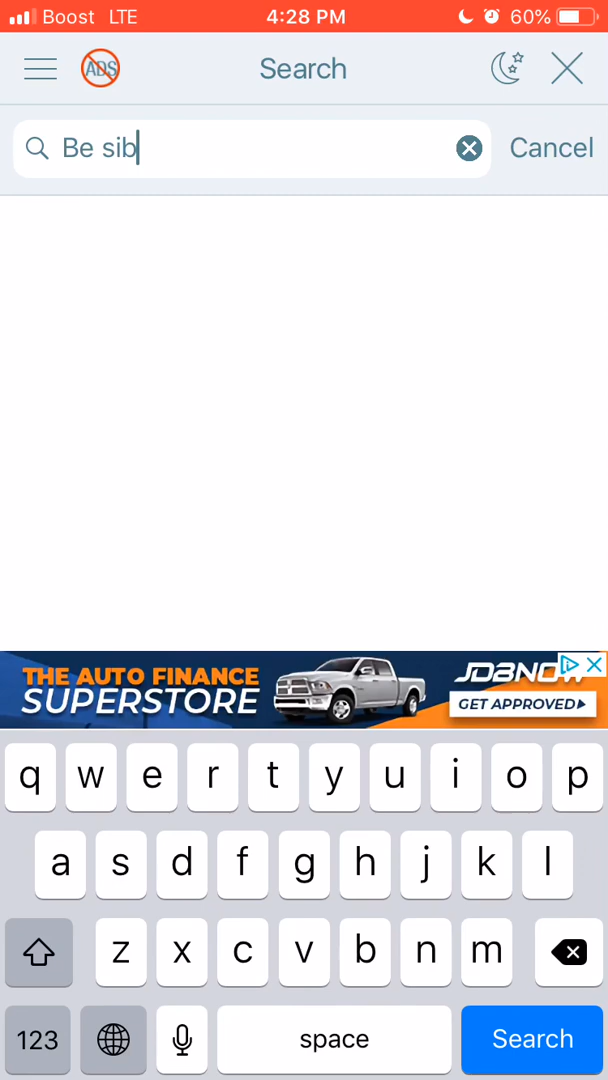 Boost LTE 4:28 PM 60%
ADS Search
Be sib Cancel
THE AUTO FINANCE
SUPERSTORE
JDBNOW
GET APPROVED
q w e r t y u i o p
a s d f g h j k l
z x c v b n m
123 space Search